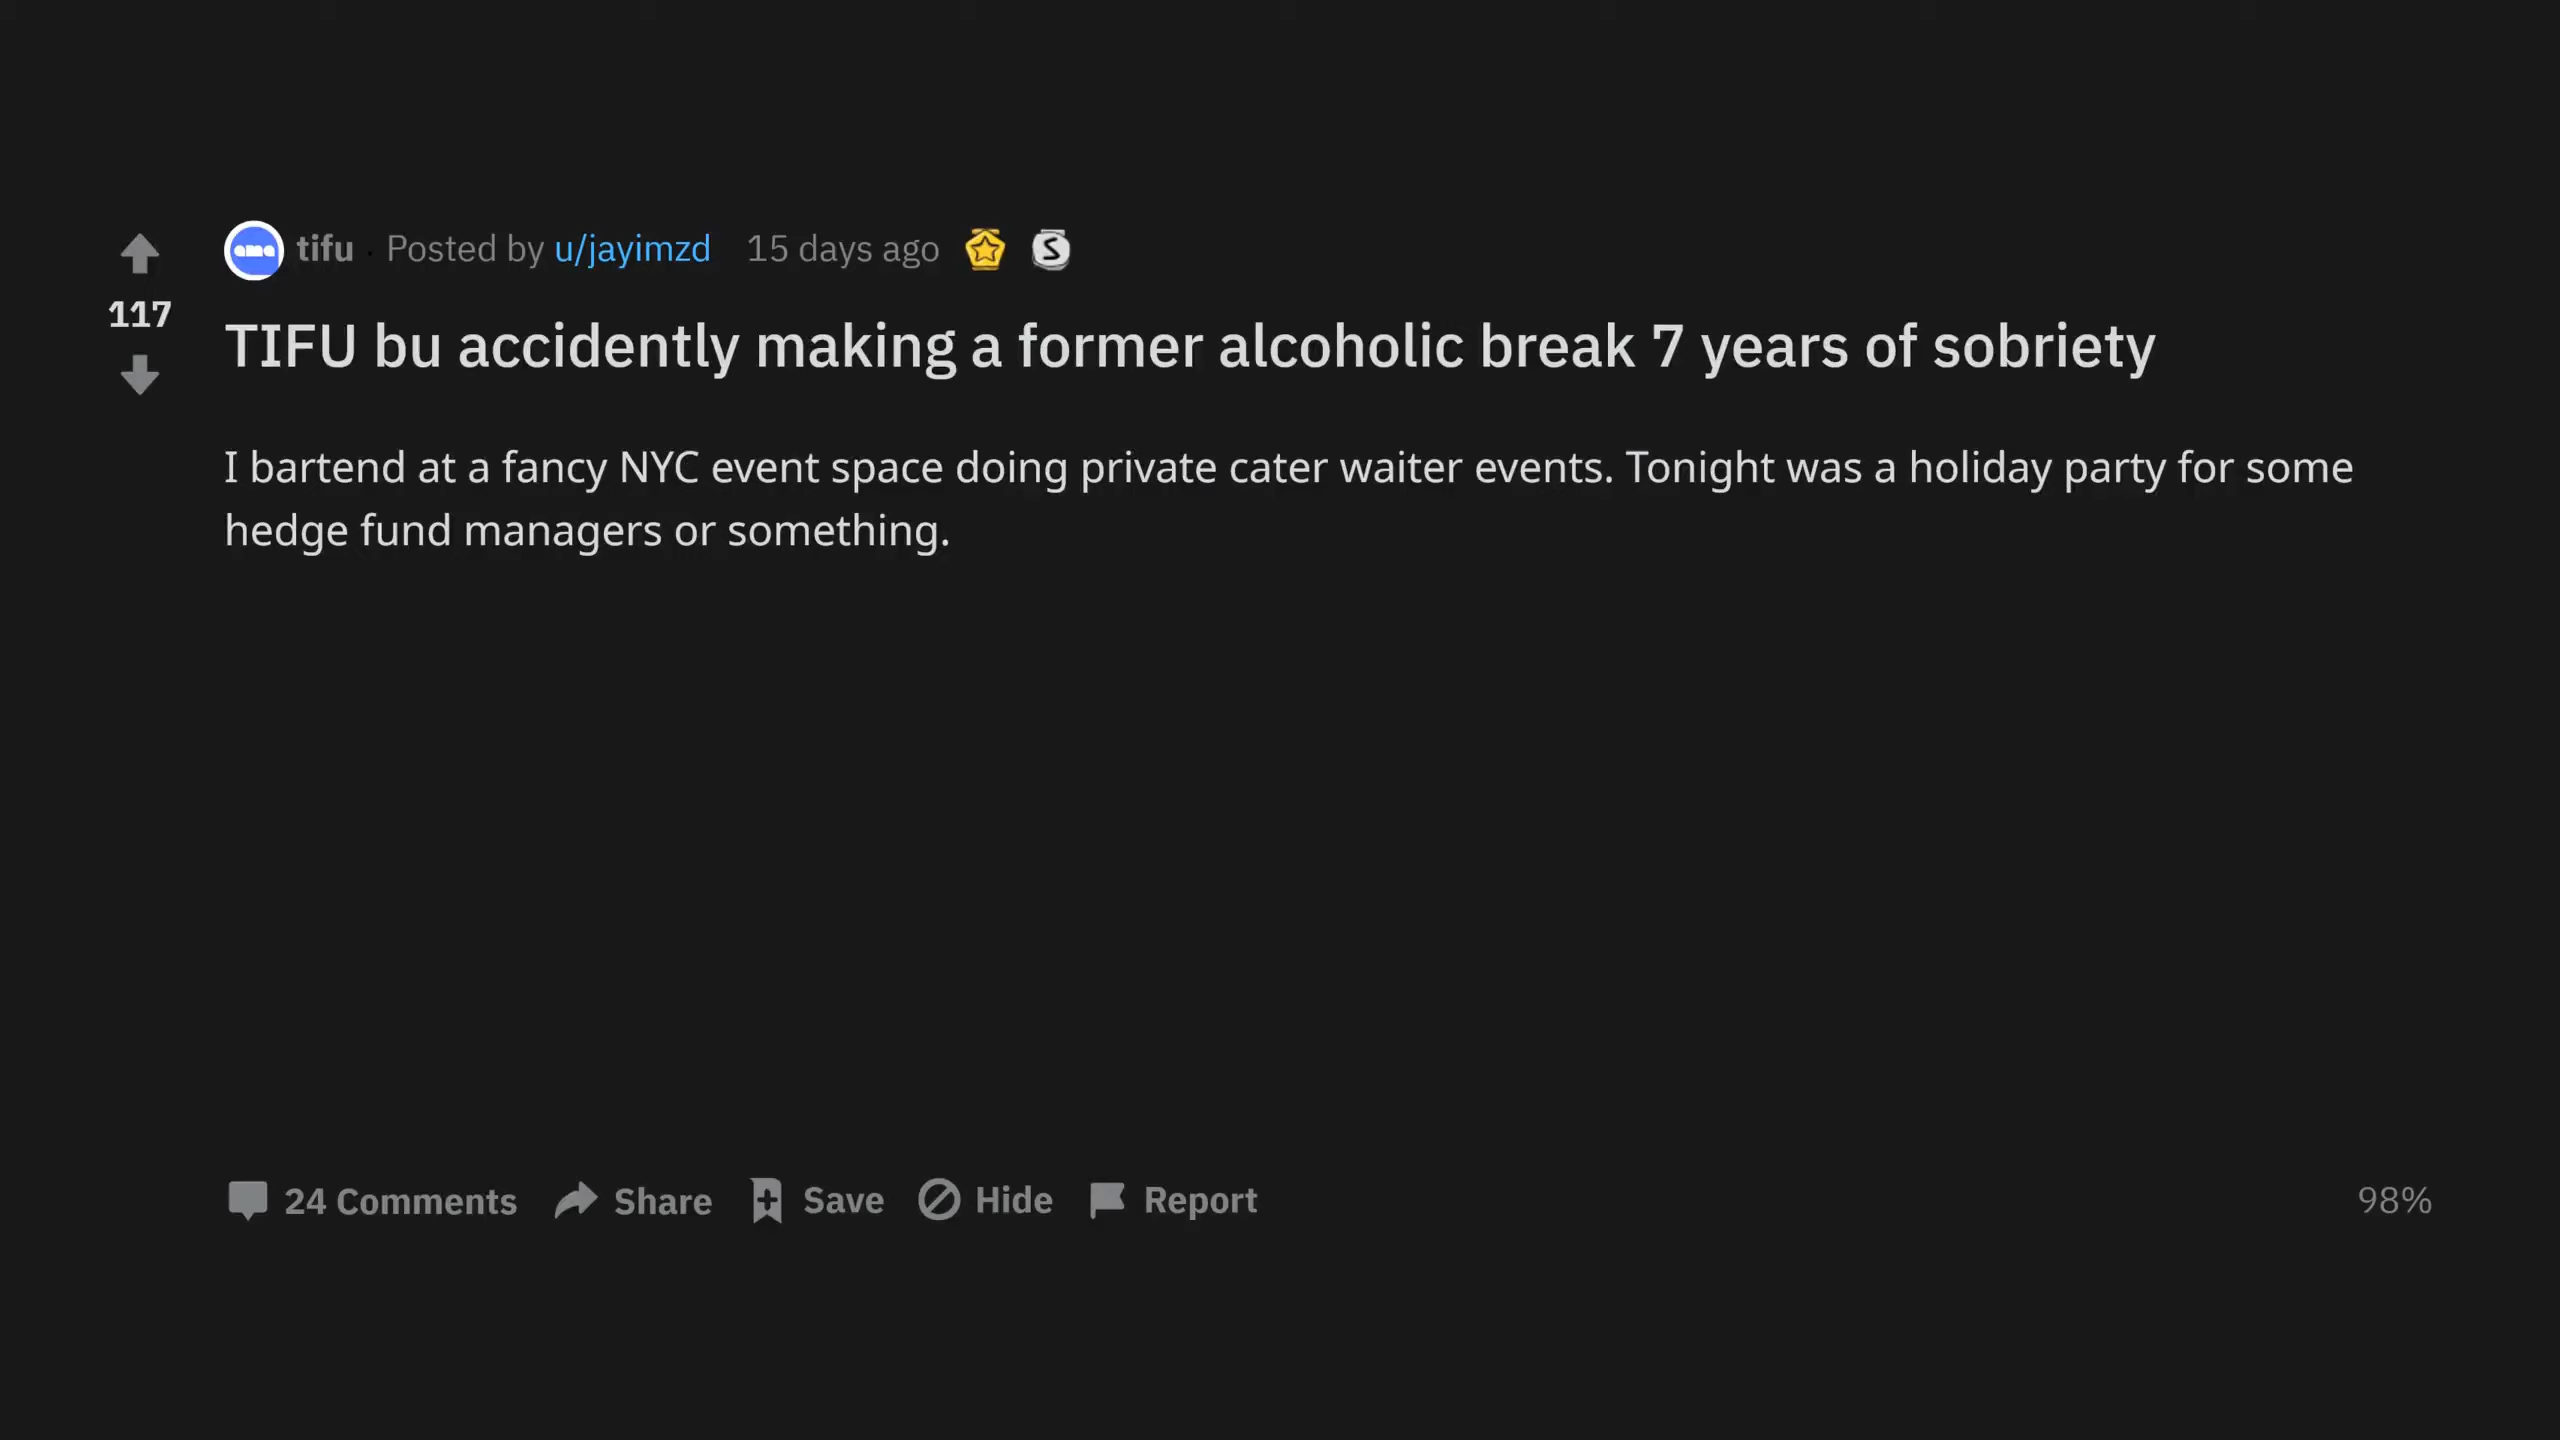 tifu · Posted by u/jayimzd 15 days ago
117
TIFU bu accidently making a former alcoholic break 7 years of sobriety
I bartend at a fancy NYC event space doing private cater waiter events. Tonight was a holiday party for some
hedge fund managers or something.
24 Comments Share Save Hide Report 98%